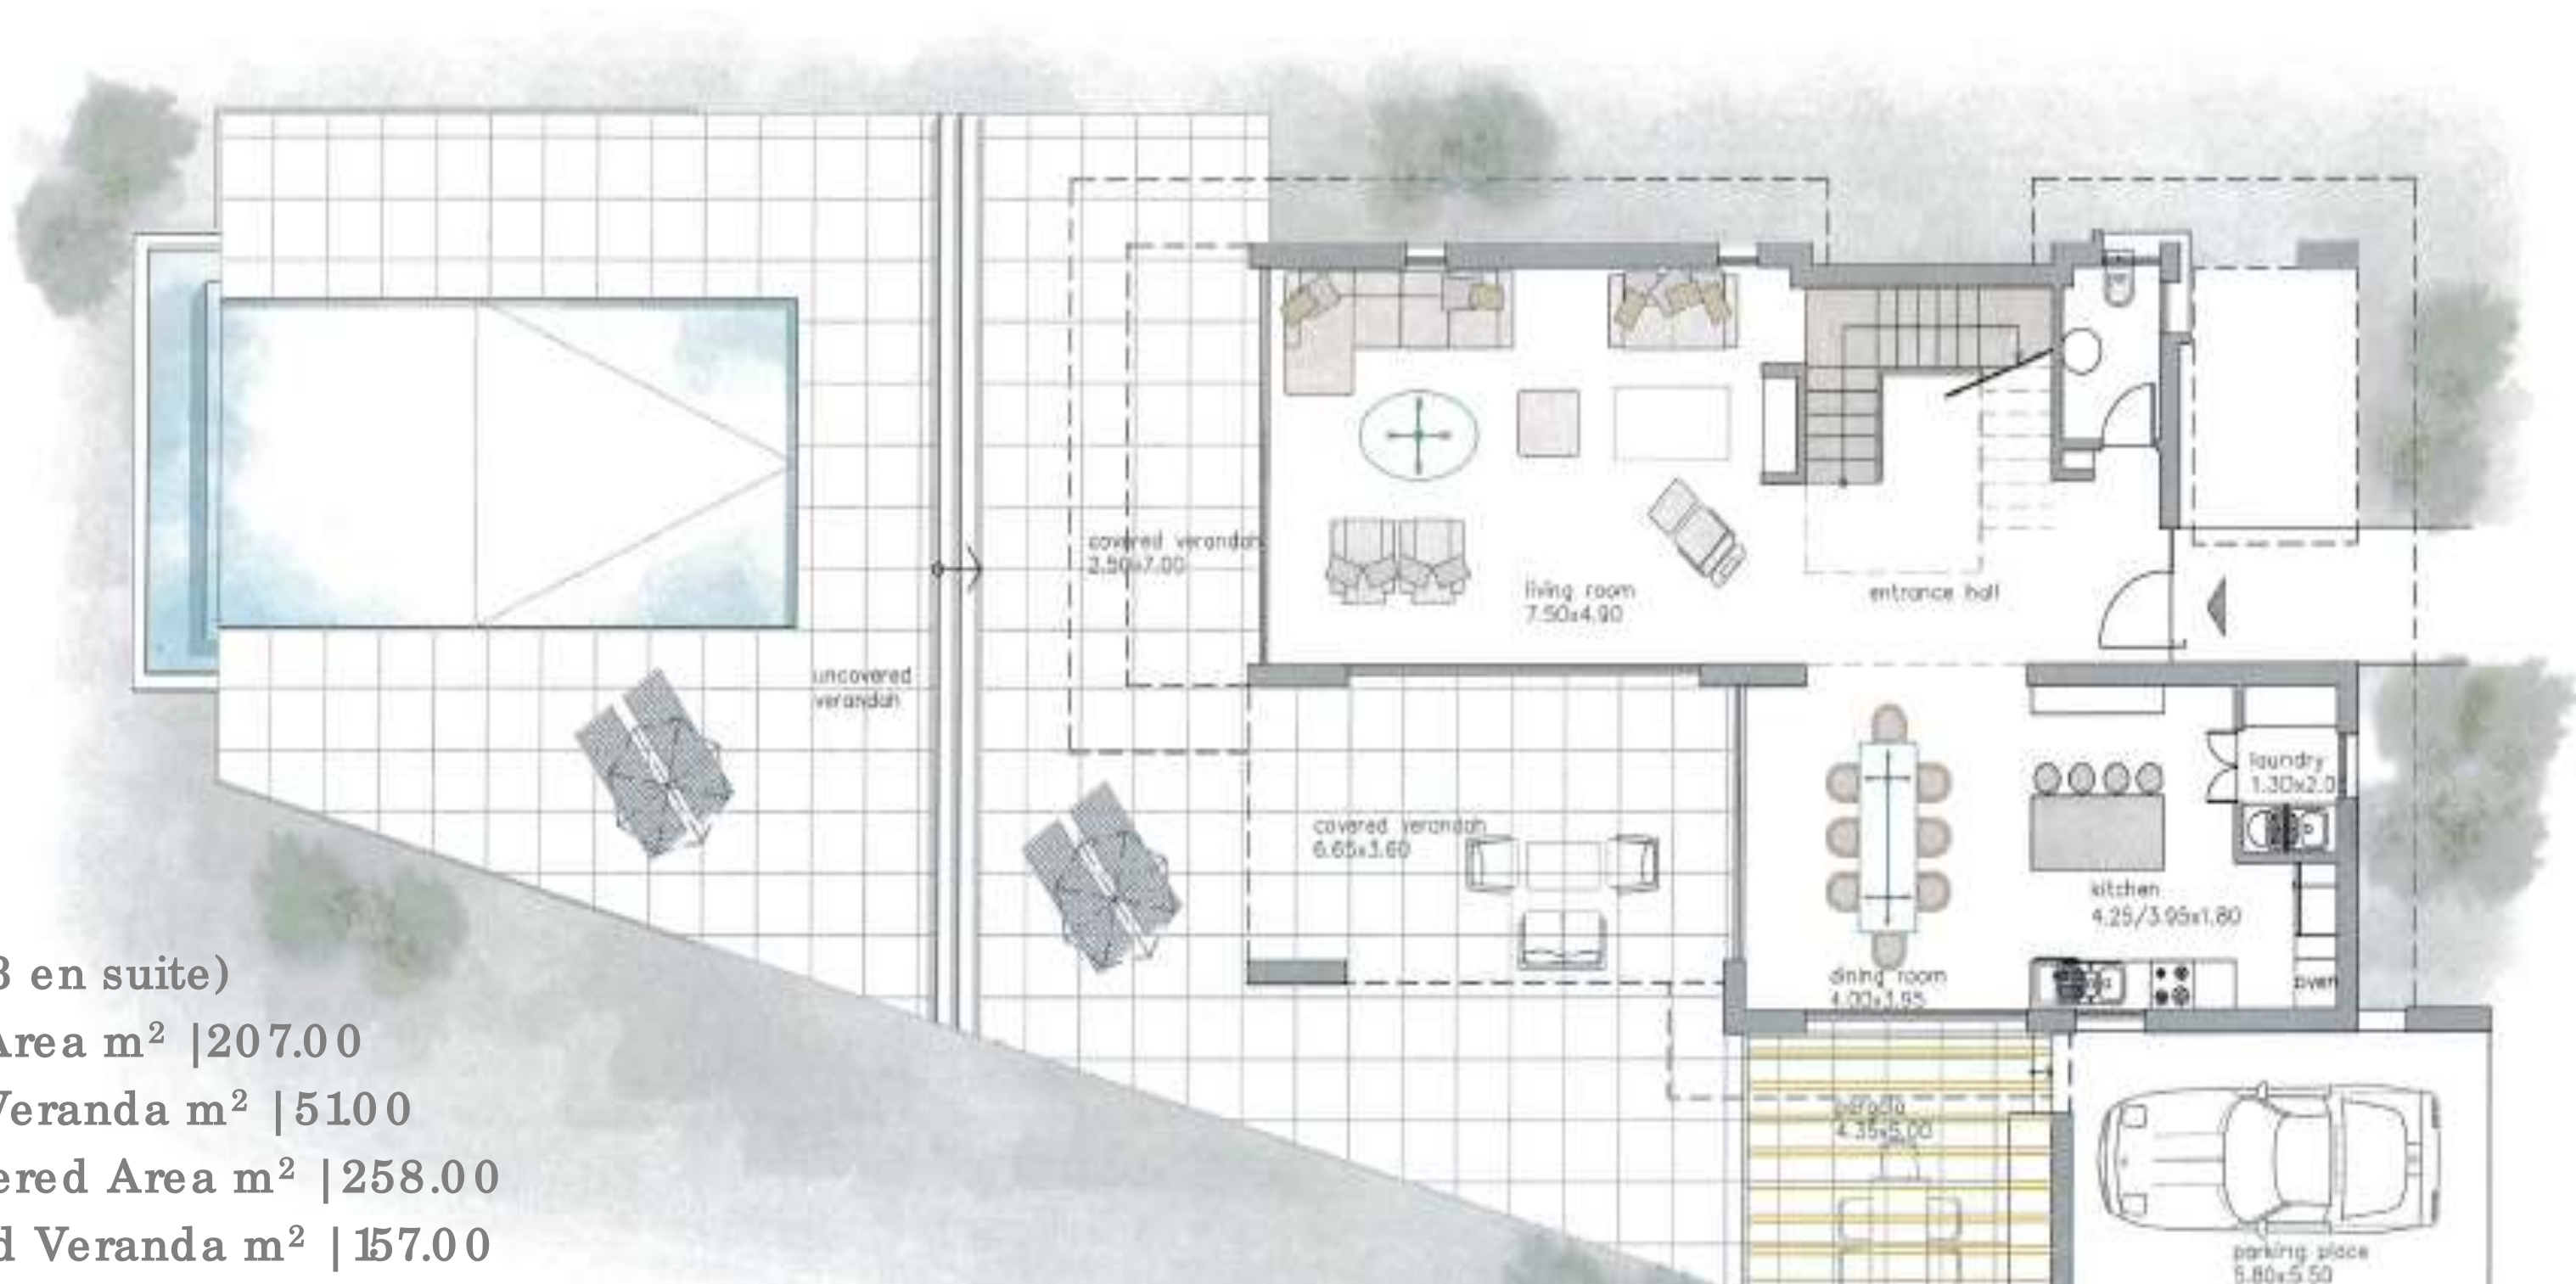 covered verandah
2.50x7.00
living room
7.50x4.90
entrance hall
uncovered
verandah
laundry
1.30x2.0
covered verandah
6.65x3.60
kitchen
4.25/3.95x1.80
dining room
4.00x3.95
oven
3 en suite)
Area m² |207.00
Veranda m² |51.00
ered Area m² |258.00
d Veranda m² |157.00
pergola
4.35x5.00
parking place
5.80x5.50